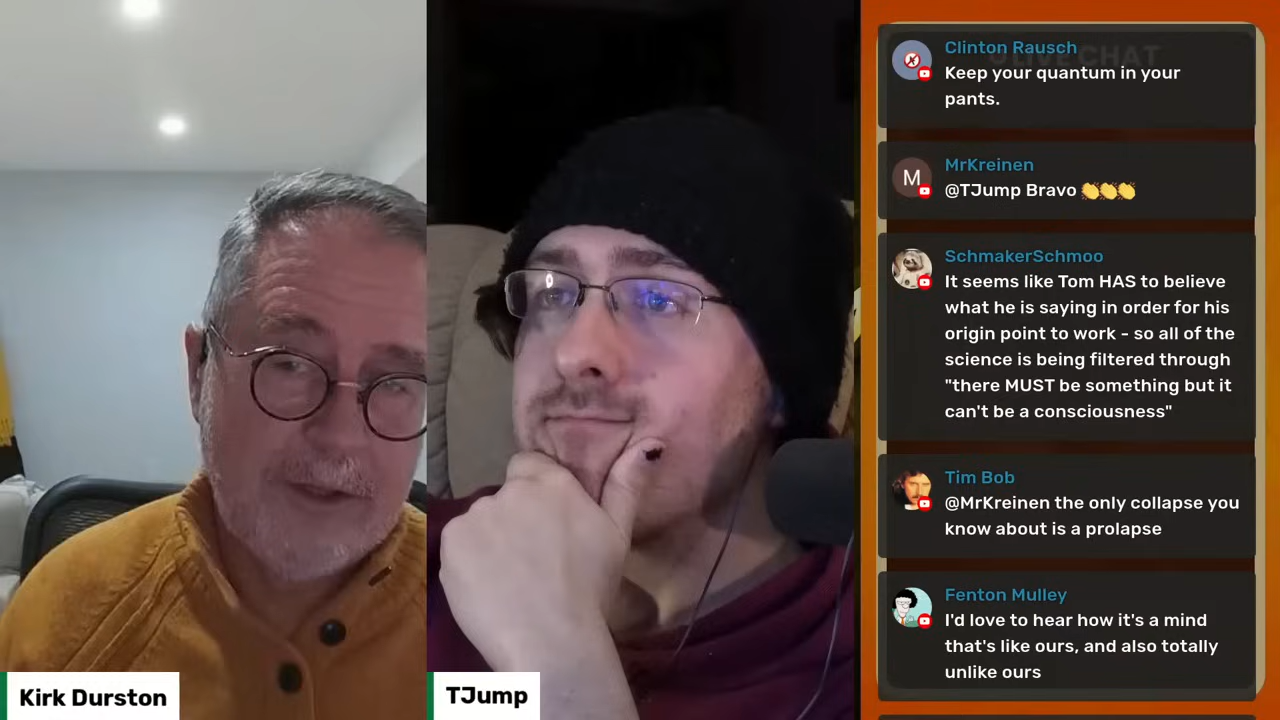 LIVE CHAT
Clinton Rausch
Keep your quantum in your
pants.
MrKreinen
M
@TJump Bravo 👏👏👏
SchmakerSchmoo
It seems like Tom HAS to believe
what he is saying in order for his
origin point to work - so all of the
science is being filtered through
"there MUST be something but it
can't be a consciousness"
Tim Bob
@MrKreinen the only collapse you
know about is a prolapse
Fenton Mulley
I'd love to hear how it's a mind
that's like ours, and also totally
unlike ours
Kirk Durston
TJump